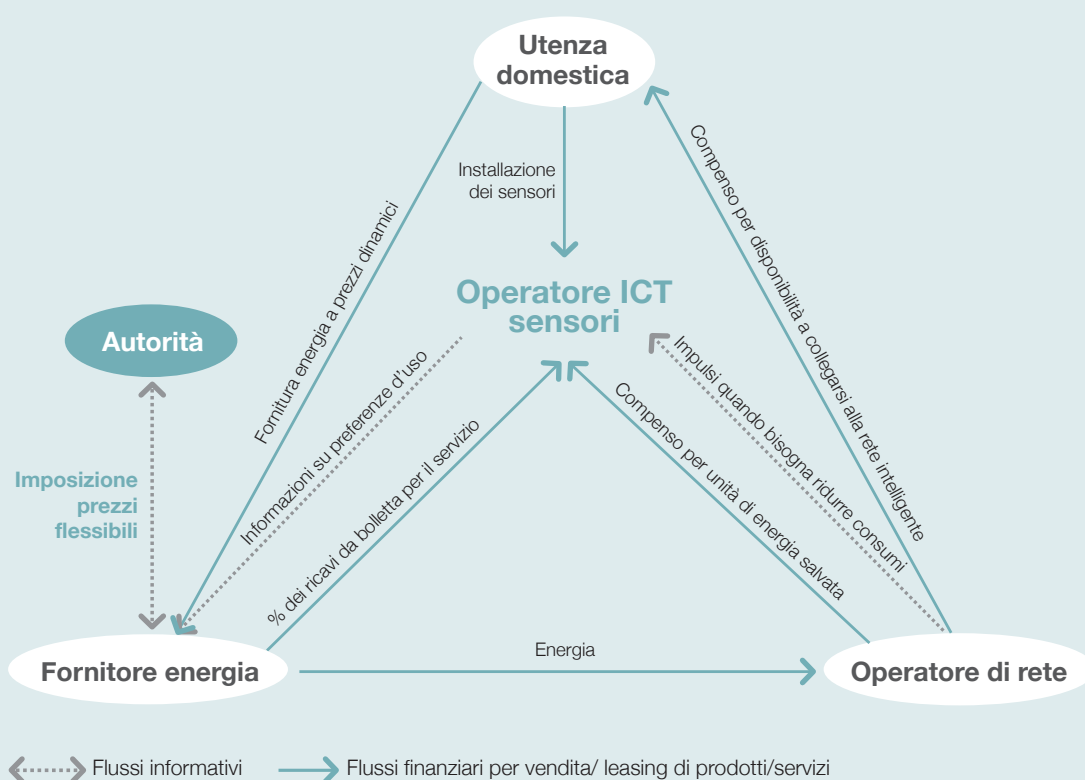 Utenza
domestica
Installazione
dei sensori
Compenso per disponibilità a collegarsi alla rete intelligente
Fornitura energia a prezzi dinamici
Operatore ICT
sensori
Autorità
Informazioni su preferenze d'uso
Impulsi quando bisogna ridurre consumi
% dei ricavi da bolletta per il servizio
Compenso per unità di energia salvata
Imposizione
prezzi
flessibili
Energia
Fornitore energia
Operatore di rete
Flussi informativi
Flussi finanziari per vendita/ leasing di prodotti/servizi